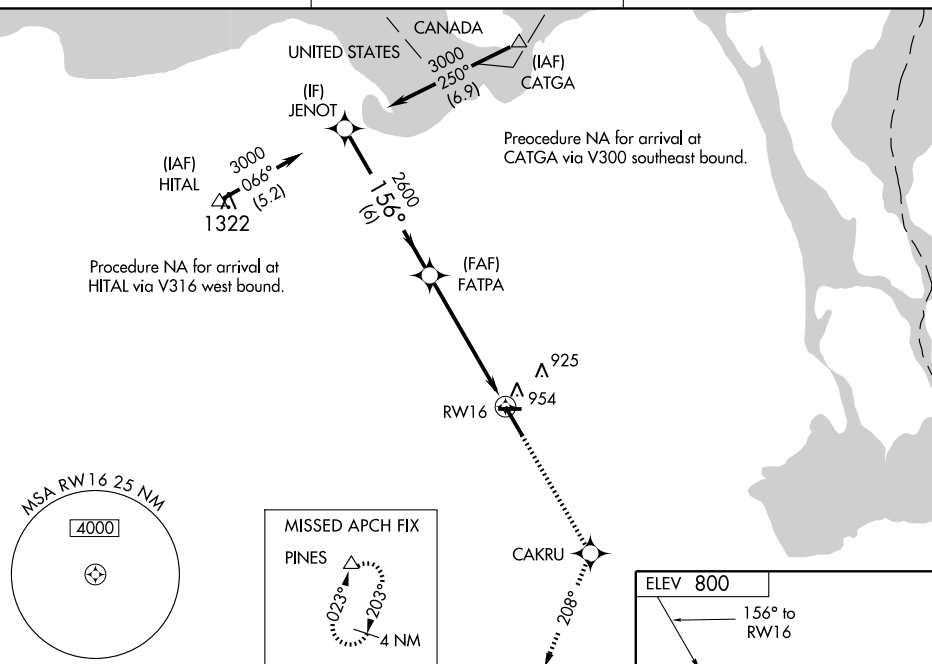 CANADA
UNITED STATES
3000
250°
(6.9)
(IAF)
CATGA
(IF)
JENOT
Preocedure NA for arrival at
CATGA via V300 southeast bound.
(IAF)
HITAL
3000
066°
(5.2)
1322
2600
156°
(6)
Procedure NA for arrival at
HITAL via V316 west bound.
(FAF)
FATPA
925
954
RW16
MSA RW16 25 NM
4000
MISSED APCH FIX
PINES
023°
203°
4 NM
CAKRU
208°
ELEV 800
156° to
RW16